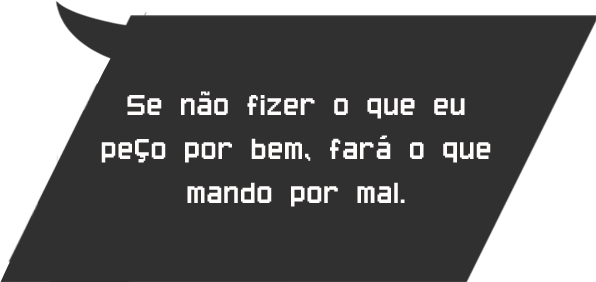 Se não fizer o que eu
peço por bem, fará o que
mando por mal.